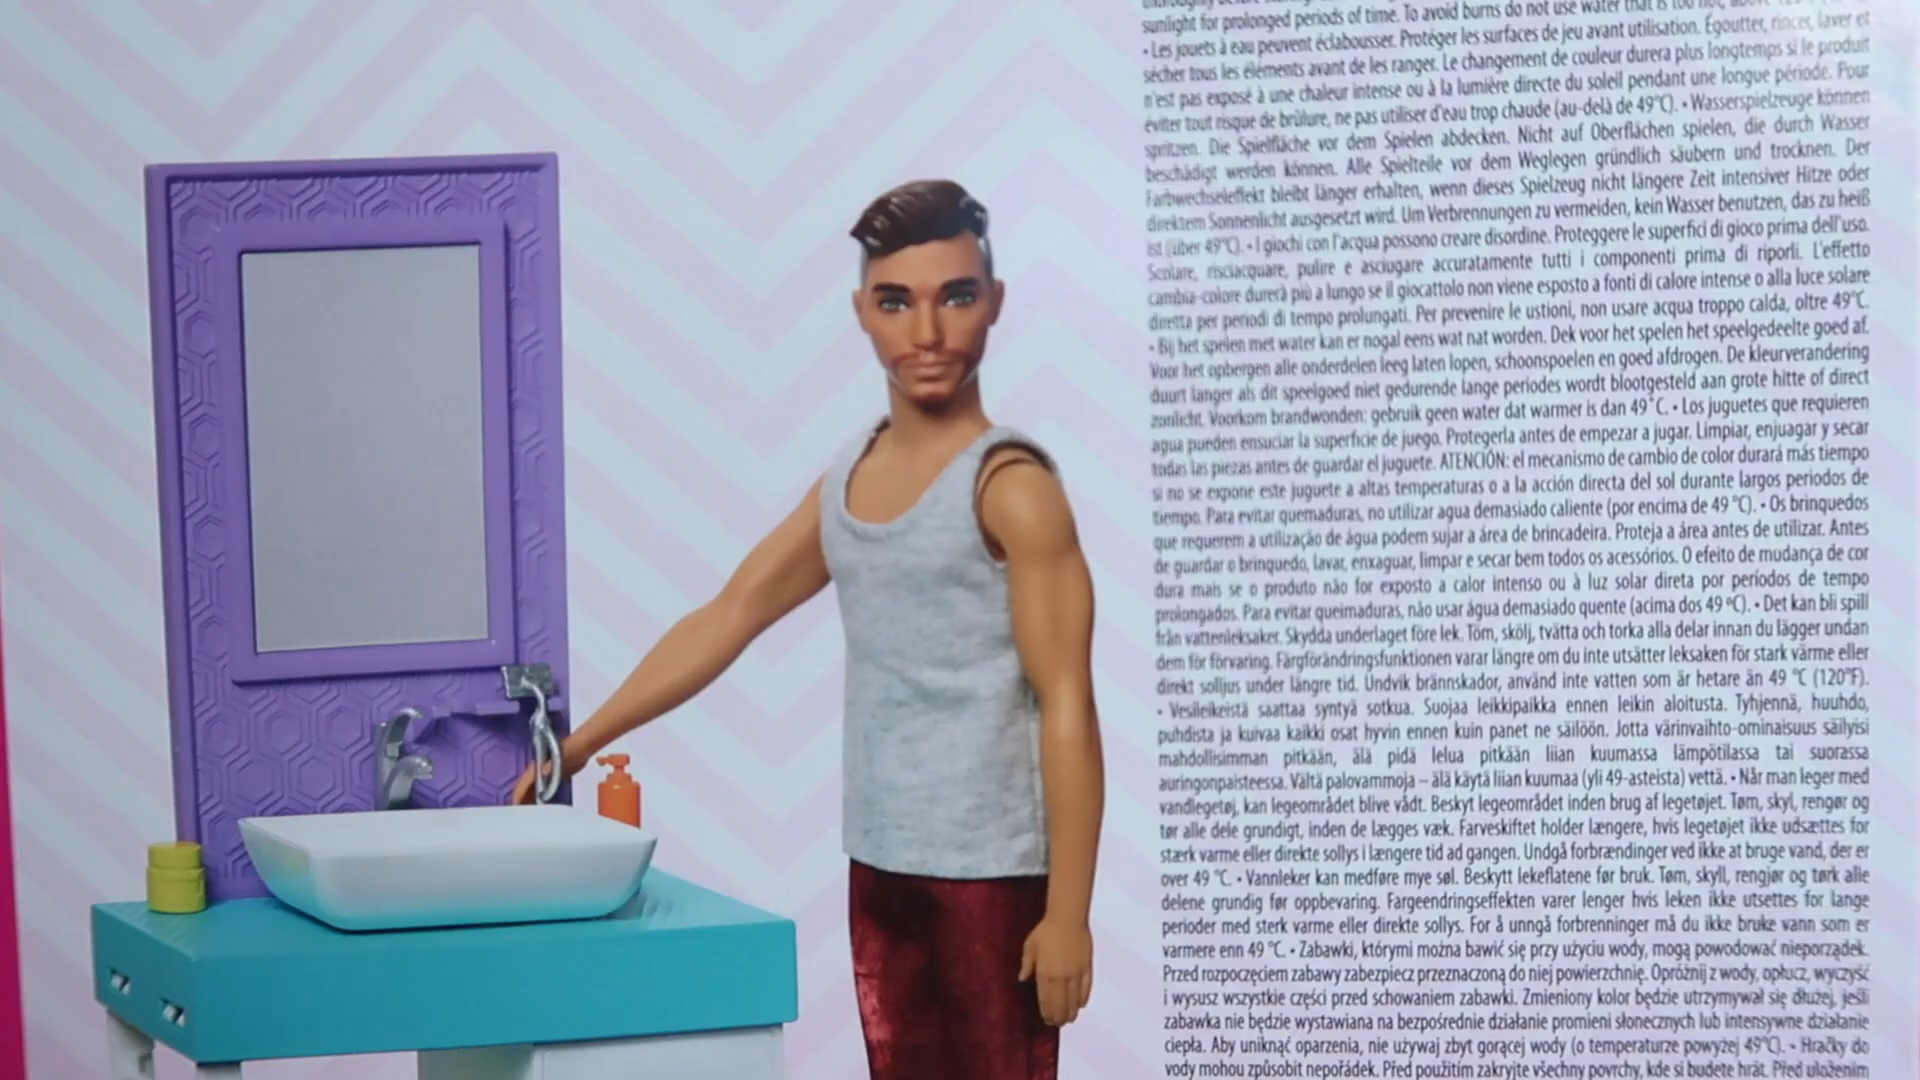 sunlight for prolonged periods of time. To avoid burns do not use water that is too hot, above
• Les jouets à eau peuvent éclabousser. Protéger les surfaces de jeu avant utilisation. Égoutter, rincer, laver et
sécher tous les éléments avant de les ranger. Le changement de couleur durera plus longtemps si le produit
n'est pas exposé à une chaleur intense ou à la lumière directe du soleil pendant une longue période. Pour
éviter tout risque de brûlure, ne pas utiliser d'eau trop chaude (au-delà de 49°C). • Wasserspielzeuge können
spritzen. Die Spielfläche vor dem Spielen abdecken. Nicht auf Oberflächen spielen, die durch Wasser
beschädigt werden können. Alle Spielteile vor dem Weglegen gründlich säubern und trocknen. Der
Farbwechseleffekt bleibt länger erhalten, wenn dieses Spielzeug nicht längere Zeit intensiver Hitze oder
direktem Sonnenlicht ausgesetzt wird. Um Verbrennungen zu vermeiden, kein Wasser benutzen, das zu heiß
ist (über 49°C). • I giochi con l'acqua possono creare disordine. Proteggere le superfici di gioco prima dell'uso.
Scolare, risciacquare, pulire e asciugare accuratamente tutti i componenti prima di riporli. L'effetto
cambia-colore durerà più a lungo se il giocattolo non viene esposto a fonti di calore intense o alla luce solare
diretta per periodi di tempo prolungati. Per prevenire le ustioni, non usare acqua troppo calda, oltre 49°C.
• Bij het spelen met water kan er nogal eens wat nat worden. Dek voor het spelen het speelgedeelte goed af.
Voor het opbergen alle onderdelen leeg laten lopen, schoonspoelen en goed afdrogen. De kleurverandering
duurt langer als dit speelgoed niet gedurende lange periodes wordt blootgesteld aan grote hitte of direct
zonlicht. Voorkom brandwonden: gebruik geen water dat warmer is dan 49°C. • Los juguetes que requieren
agua pueden ensuciar la superficie de juego. Protegerla antes de empezar a jugar. Limpiar, enjuagar y secar
todas las piezas antes de guardar el juguete. ATENCIÓN: el mecanismo de cambio de color durará más tiempo
si no se expone este juguete a altas temperaturas o a la acción directa del sol durante largos periodos de
tiempo. Para evitar quemaduras, no utilizar agua demasiado caliente (por encima de 49 °C). • Os brinquedos
que requerem a utilização de água podem sujar a área de brincadeira. Proteja a área antes de utilizar. Antes
de guardar o brinquedo, lavar, enxaguar, limpar e secar bem todos os acessórios. O efeito de mudança de cor
dura mais se o produto não for exposto a calor intenso ou à luz solar direta por períodos de tempo
prolongados. Para evitar queimaduras, não usar água demasiado quente (acima dos 49 ºC). • Det kan bli spill
från vattenleksaker. Skydda underlaget före lek. Töm, skölj, tvätta och torka alla delar innan du lägger undan
dem för förvaring. Färgförändringsfunktionen varar längre om du inte utsätter leksaken för stark värme eller
direkt solljus under längre tid. Undvik brännskador, använd inte vatten som är hetare än 49 °C (120°F).
• Vesileikeistä saattaa syntyä sotkua. Suojaa leikkipaikka ennen leikin aloitusta. Tyhjennä, huuhdo,
puhdista ja kuivaa kaikki osat hyvin ennen kuin panet ne säilöön. Jotta värinvaihto-ominaisuus säilyisi
mahdollisimman pitkään, älä pidä lelua pitkään liian kuumassa lämpötilassa tai suorassa
auringonpaisteessa. Vältä palovammoja – älä käytä liian kuumaa (yli 49-asteista) vettä. • Når man leger med
vandlegetøj, kan legeområdet blive vådt. Beskyt legeområdet inden brug af legetøjet. Tøm, skyl, rengør og
tør alle dele grundigt, inden de lægges væk. Farveskiftet holder længere, hvis legetøjet ikke udsættes for
stærk varme eller direkte sollys i længere tid ad gangen. Undgå forbrændinger ved ikke at bruge vand, der er
over 49 °C. • Vannleker kan medføre mye søl. Beskytt lekeflatene før bruk. Tøm, skyll, rengjør og tørk alle
delene grundig før oppbevaring. Fargeendringseffekten varer lenger hvis leken ikke utsettes for lange
perioder med sterk varme eller direkte sollys. For å unngå forbrenninger må du ikke bruke vann som er
varmere enn 49 °C. • Zabawki, którymi można bawić się przy użyciu wody, mogą powodować nieporządek.
Przed rozpoczęciem zabawy zabezpiecz przeznaczoną do niej powierzchnię. Opróżnij z wody, opłucz, wyczyść
i wysusz wszystkie części przed schowaniem zabawki. Zmieniony kolor będzie utrzymywał się dłużej, jeśli
zabawka nie będzie wystawiana na bezpośrednie działanie promieni słonecznych lub intensywne działanie
ciepła. Aby uniknąć oparzenia, nie używaj zbyt gorącej wody (o temperaturze powyżej 49°C). • Hračky do
vody mohou způsobit nepořádek. Před použitím zakryjte všechny povrchy, kde si budete hrát. Před uložením